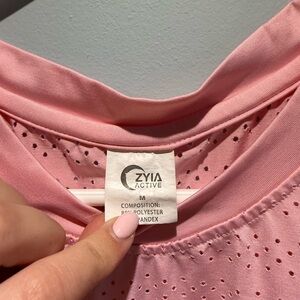 ZYIA
ACTIVE
M
COMPOSITION:
POLYESTER